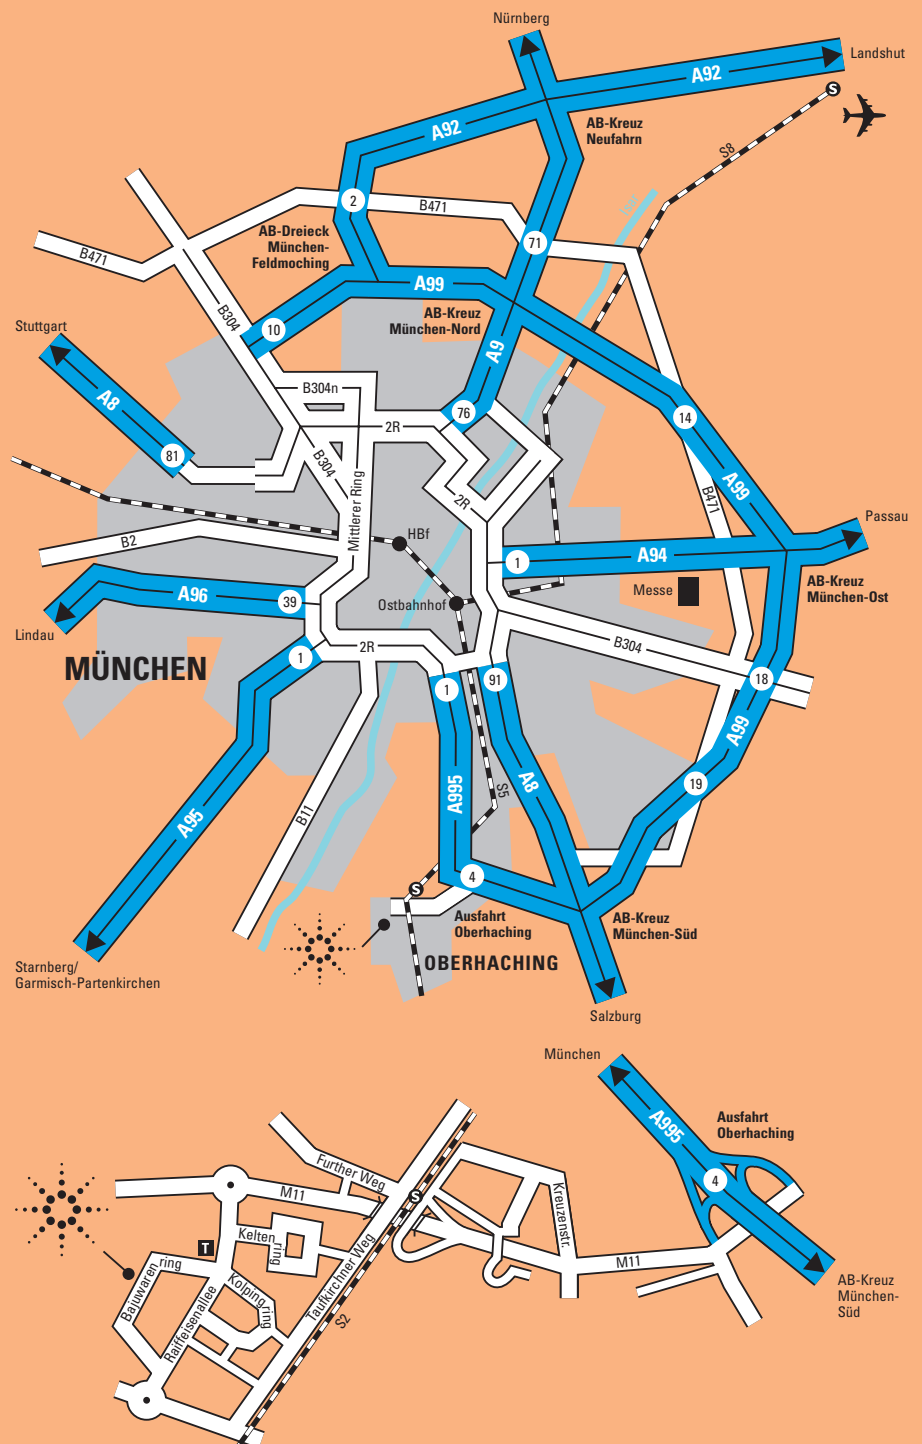 Nürnberg
Landshut
A92
A92
S
AB-Kreuz
Neufahrn
S8
2
B471
Isar
AB-Dreieck
München-
Feldmoching
71
B471
A99
B304
10
AB-Kreuz
München-Nord
Stuttgart
A9
A8
B304n
76
14
2R
81
B304
A99
Mittlerer Ring
2R
B471
Passau
HBf
B2
A94
1
AB-Kreuz
München-Ost
Messe
A96
39
Ostbahnhof
Lindau
2R
B304
1
MÜNCHEN
91
1
18
A99
A8
19
S5
A995
A95
B11
4
S
Ausfahrt
Oberhaching
AB-Kreuz
München-Süd
OBERHACHING
Starnberg/
Garmisch-Partenkirchen
Salzburg
München
A995
Ausfahrt
Oberhaching
4
Further Weg
M11
S
Kreuzenstr.
Keltenring
T
Taufkirchner Weg
M11
Bajuwarenring
Kolpingring
Raiffeisenallee
S2
AB-Kreuz
München-
Süd